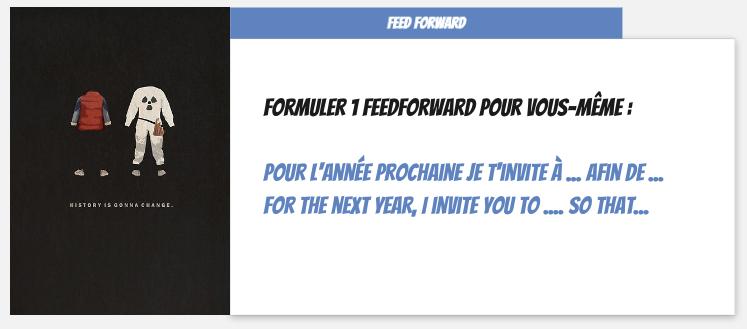 FEED FORWARD
FORMULER 1 FEEDFORWARD POUR VOUS-MÊME :
POUR L'ANNÉE PROCHAINE JE T'INVITE À ... AFIN DE ...
FOR THE NEXT YEAR, I INVITE YOU TO .... SO THAT...
HISTORY IS GONNA CHANGE.